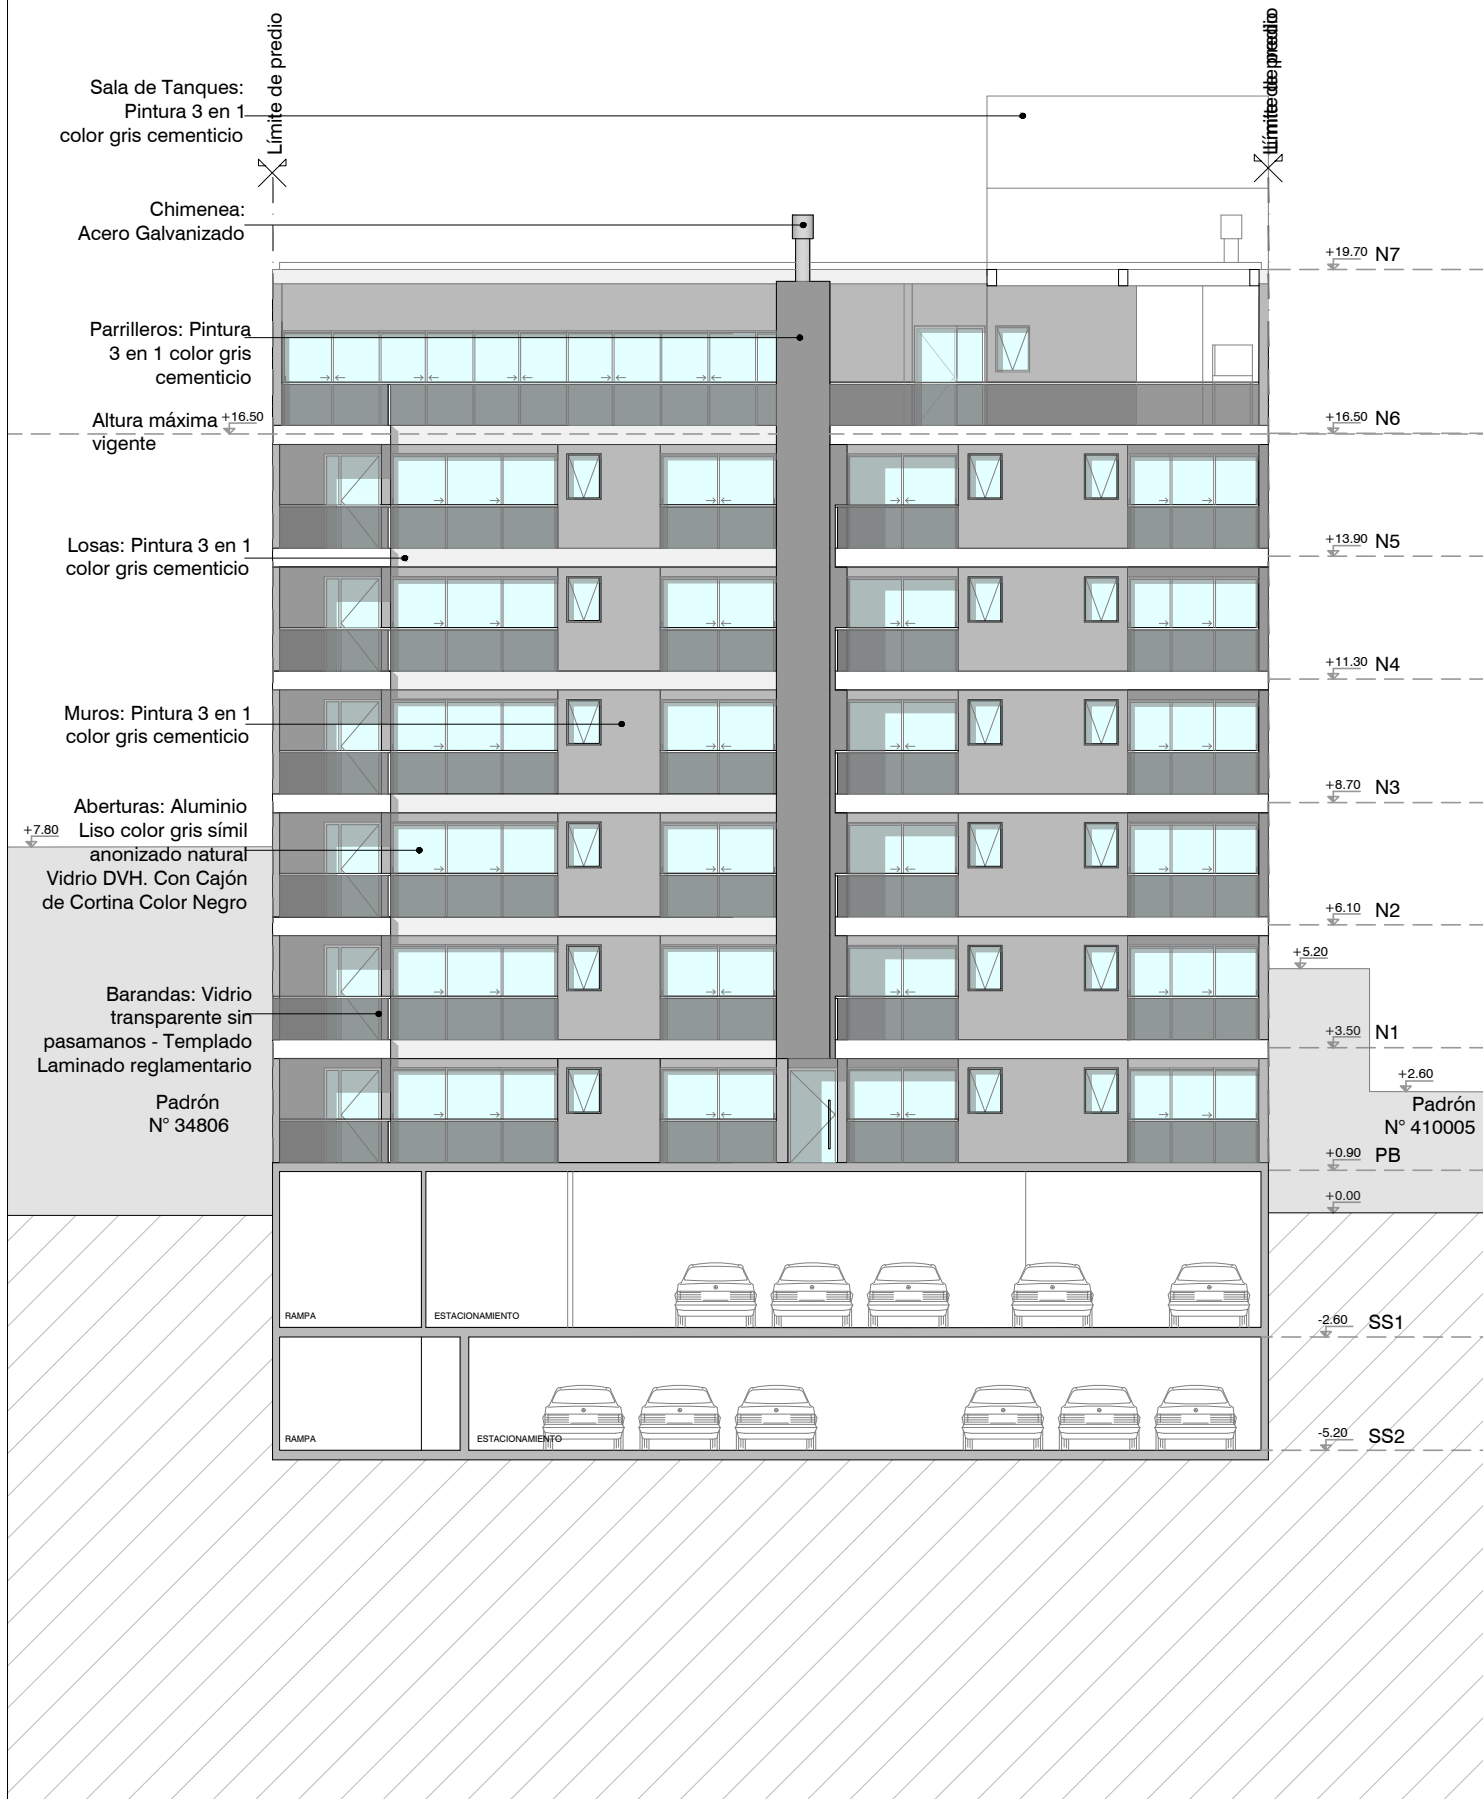 Límite de predio
Límite de predio
Sala de Tanques:
Pintura 3 en 1
color gris cementicio
Chimenea:
Acero Galvanizado
+19.70 N7
Parrilleros: Pintura
3 en 1 color gris
cementicio
Altura máxima
vigente
+16.50
+16.50 N6
Losas: Pintura 3 en 1
color gris cementicio
+13.90 N5
+11.30 N4
Muros: Pintura 3 en 1
color gris cementicio
+8.70 N3
Aberturas: Aluminio
Liso color gris símil
anonizado natural
Vidrio DVH. Con Cajón
de Cortina Color Negro
+7.80
+6.10 N2
+5.20
Barandas: Vidrio
transparente sin
pasamanos - Templado
Laminado reglamentario
+3.50 N1
+2.60
Padrón
N° 34806
Padrón
N° 410005
+0.90 PB
+0.00
RAMPA
ESTACIONAMIENTO
-2.60 SS1
RAMPA
ESTACIONAMIENTO
-5.20 SS2